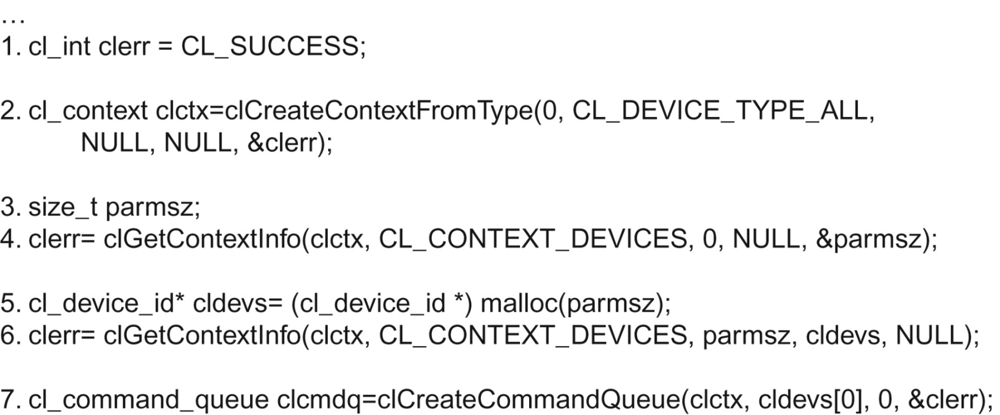 ...
1. cl_int clerr = CL_SUCCESS;
2. cl_context clctx=clCreateContextFromType(0, CL_DEVICE_TYPE_ALL,
NULL, NULL, &clerr);
3. size_t parmsz;
4. clerr= clGetContextInfo(clctx, CL_CONTEXT_DEVICES, 0, NULL, &parmsz);
5. cl_device_id* cldevs= (cl_device_id *) malloc(parmsz);
6. clerr= clGetContextInfo(clctx, CL_CONTEXT_DEVICES, parmsz, cldevs, NULL);
7. cl_command_queue clcmdq=clCreateCommandQueue(clctx, cldevs[0], 0, &clerr);